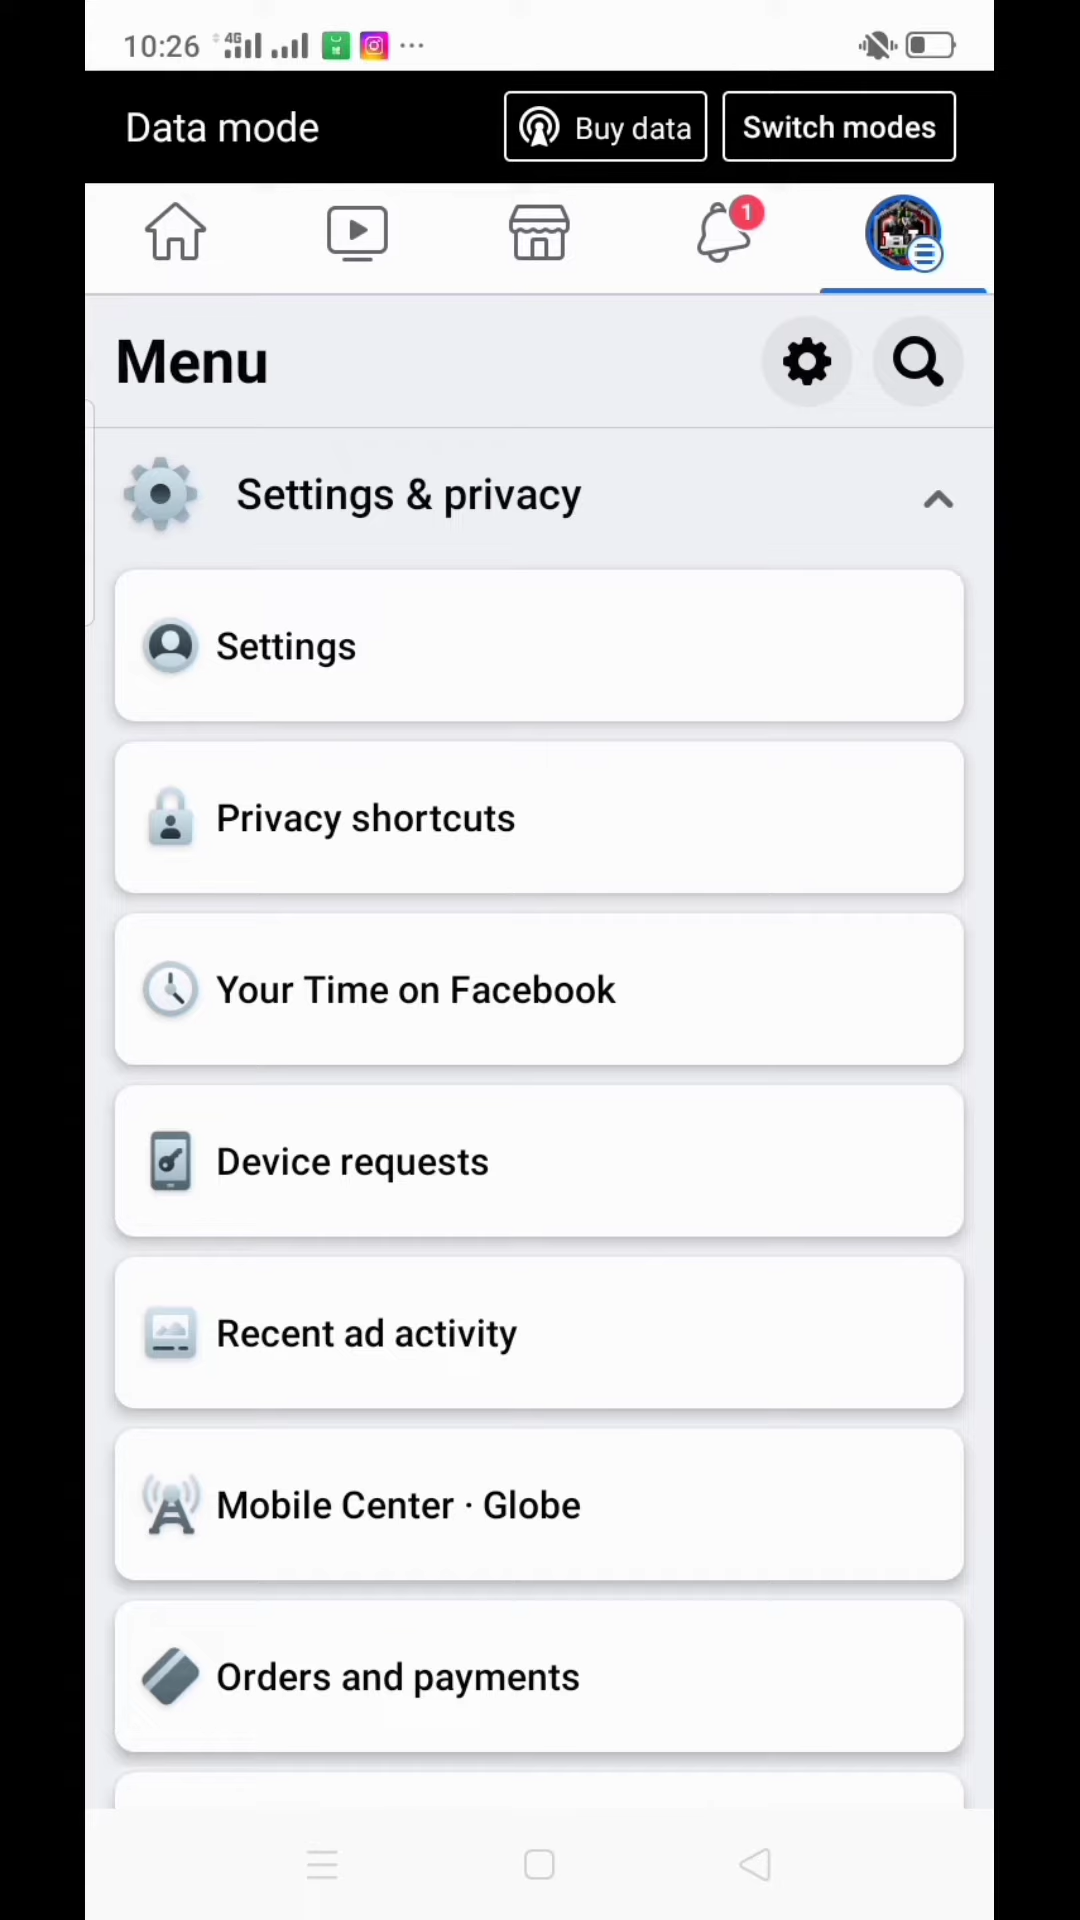 10:26 4G
Data mode Buy data Switch modes
1
Menu
Settings & privacy
Settings
Privacy shortcuts
Your Time on Facebook
Device requests
Recent ad activity
Mobile Center · Globe
Orders and payments